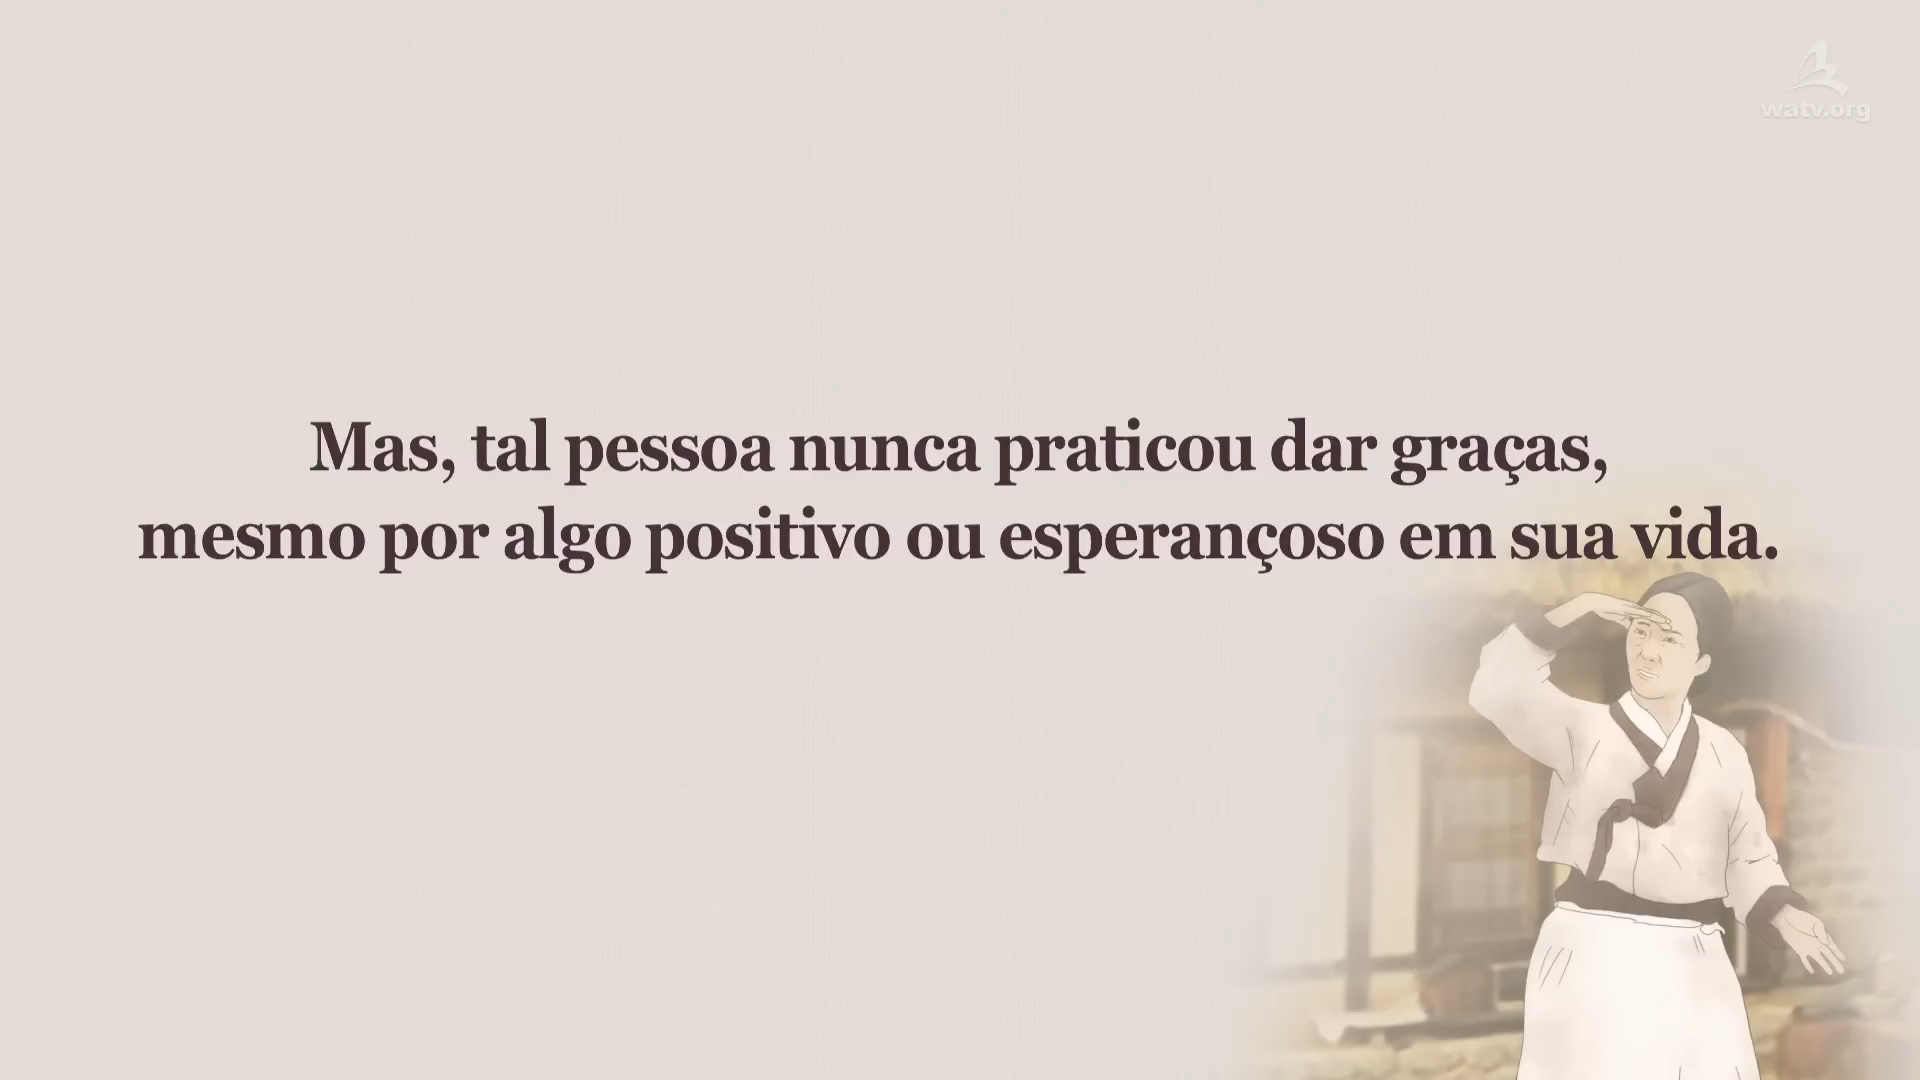 watv.org
Mas, tal pessoa nunca praticou dar graças,
mesmo por algo positivo ou esperançoso em sua vida.